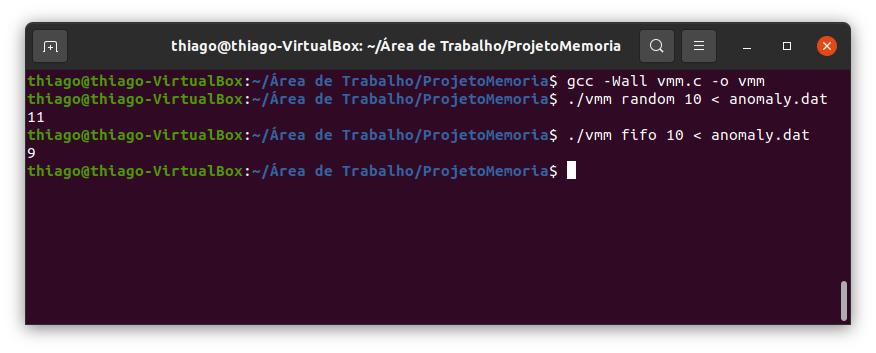 thiago@thiago-VirtualBox: ~/Área de Trabalho/ProjetoMemoria
thiago@thiago-VirtualBox:~/Área de Trabalho/ProjetoMemoria$ gcc -Wall vmm.c -o vmm
thiago@thiago-VirtualBox:~/Área de Trabalho/ProjetoMemoria$ ./vmm random 10 < anomaly.dat
11
thiago@thiago-VirtualBox:~/Área de Trabalho/ProjetoMemoria$ ./vmm fifo 10 < anomaly.dat
9
thiago@thiago-VirtualBox:~/Área de Trabalho/ProjetoMemoria$